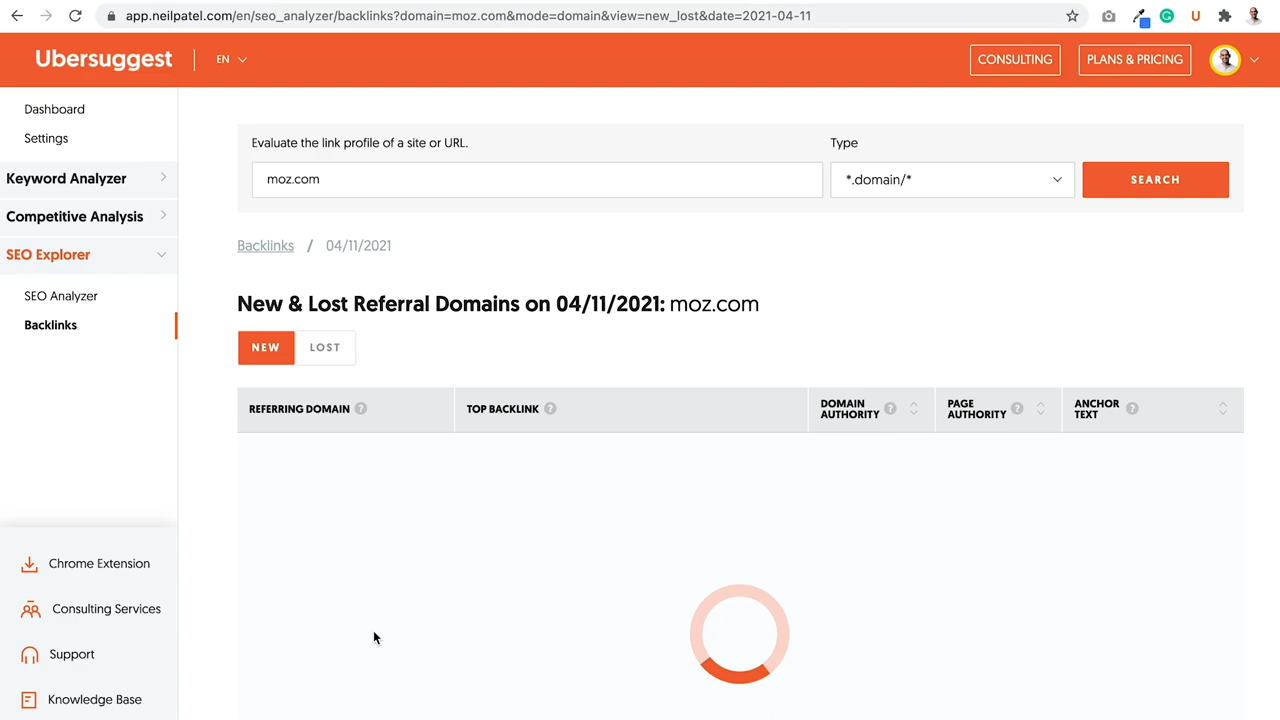 app.neilpatel.com/en/seo_analyzer/backlinks?domain=moz.com&mode=domain&view=new_lost&date=2021-04-11
Ubersuggest
EN
CONSULTING
PLANS & PRICING
Dashboard
Settings
Keyword Analyzer
Competitive Analysis
SEO Explorer
SEO Analyzer
Backlinks
Chrome Extension
Consulting Services
Support
Knowledge Base
Evaluate the link profile of a site or URL.
Type
moz.com
*.domain/*
SEARCH
Backlinks / 04/11/2021
New & Lost Referral Domains on 04/11/2021: moz.com
NEW
LOST
REFERRING DOMAIN ?
TOP BACKLINK ?
DOMAIN
AUTHORITY ?
PAGE
AUTHORITY ?
ANCHOR
TEXT ?